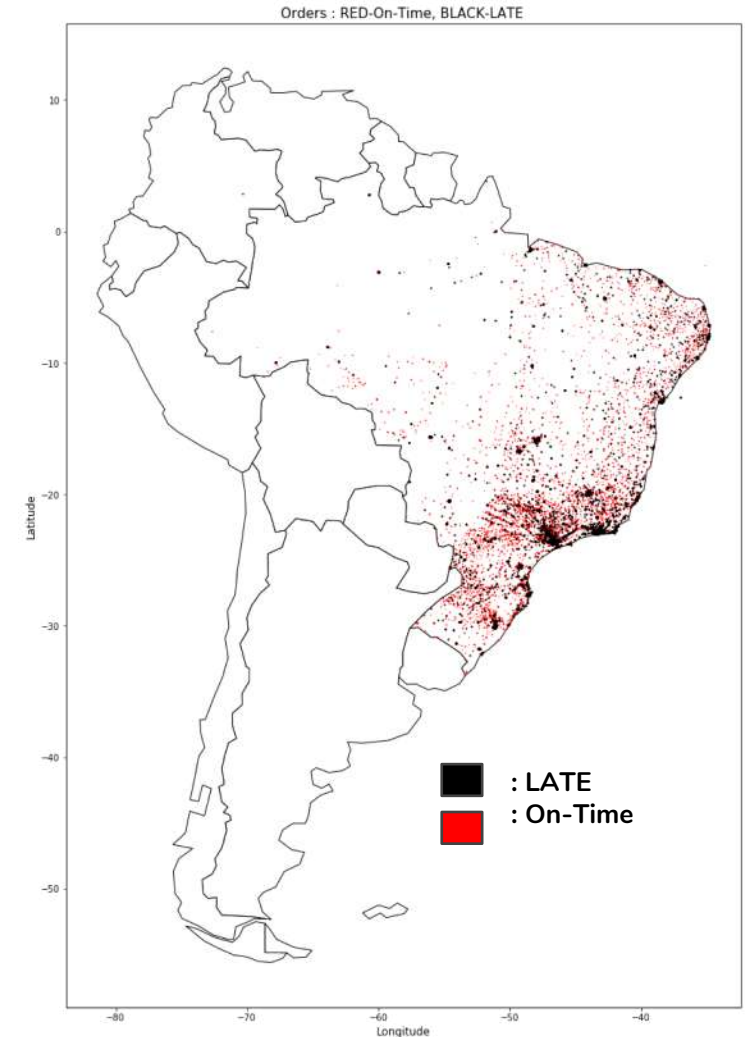 Orders : RED-On-Time, BLACK-LATE
10
0
−10
−20
−30
−40
−50
Latitude
: LATE
: On-Time
−80
−70
−60
−50
−40
Longitude